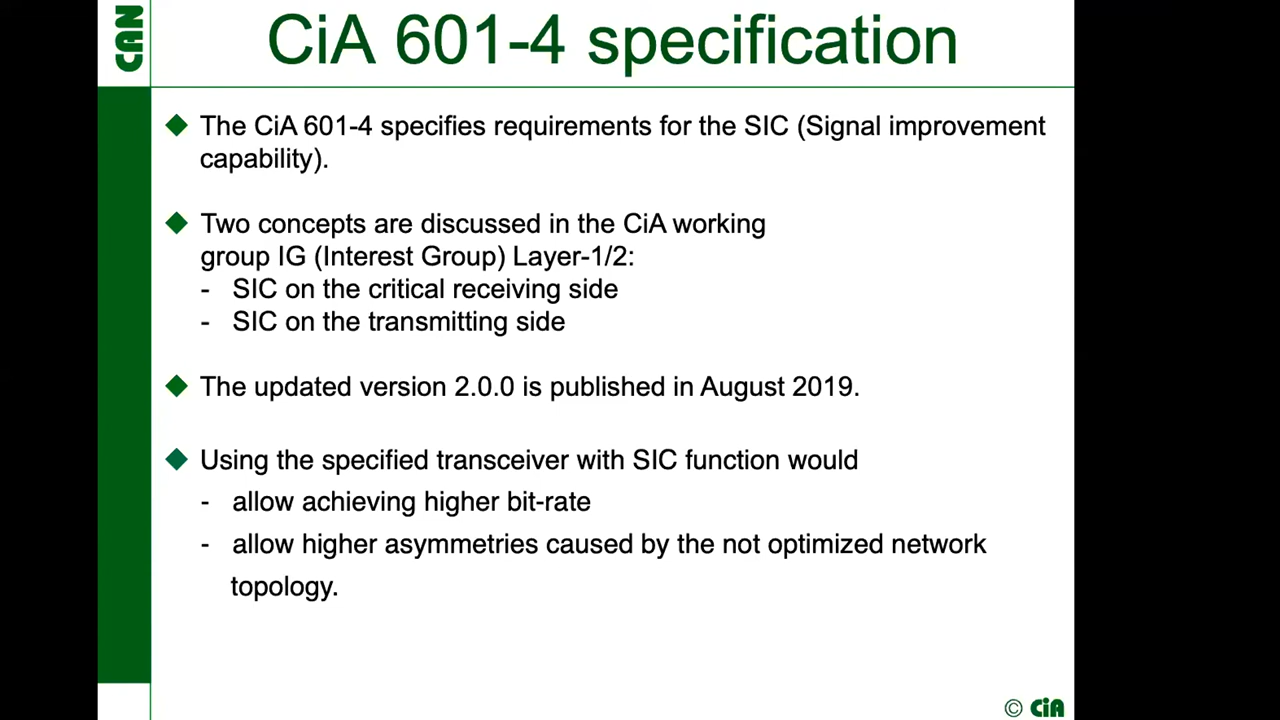 CAN
CiA 601-4 specification
The CiA 601-4 specifies requirements for the SIC (Signal improvement
capability).
Two concepts are discussed in the CiA working
group IG (Interest Group) Layer-1/2:
- SIC on the critical receiving side
- SIC on the transmitting side
The updated version 2.0.0 is published in August 2019.
Using the specified transceiver with SIC function would
- allow achieving higher bit-rate
- allow higher asymmetries caused by the not optimized network
topology.
© CiA